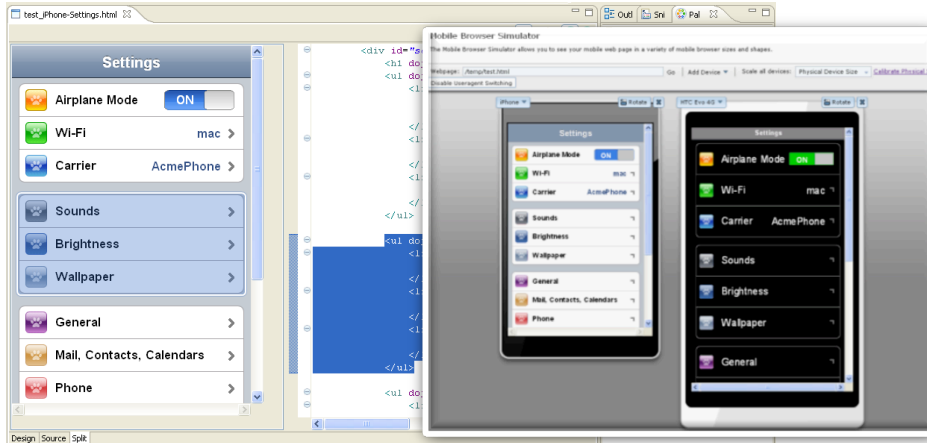 test_iPhone-Settings.html
Outl
Sni
Pal
Settings
Airplane Mode ON
Wi-Fi mac
Carrier AcmePhone
Sounds
Brightness
Wallpaper
General
Mail, Contacts, Calendars
Phone
Design Source Split
<div id="s
<h1 do
<ul do
<l
</
<l
</
<l
</
</ul>
<ul do
<l
</
<l
</
<l
</
</ul>
<ul do
<l
Mobile Browser Simulator
The Mobile Browser Simulator allows you to see your mobile web page in a variety of mobile browser sizes and shapes.
Webpage: /temp/test.html Go Add Device Scale all devices: Physical Device Size Calibrate Physical
Disable Useragent Switching
iPhone Rotate
Settings
Airplane Mode ON
Wi-Fi mac
Carrier AcmePhone
Sounds
Brightness
Wallpaper
General
Mail, Contacts, Calendars
Phone
HTC Evo 4G Rotate
Settings
Airplane Mode ON
Wi-Fi mac
Carrier AcmePhone
Sounds
Brightness
Wallpaper
General